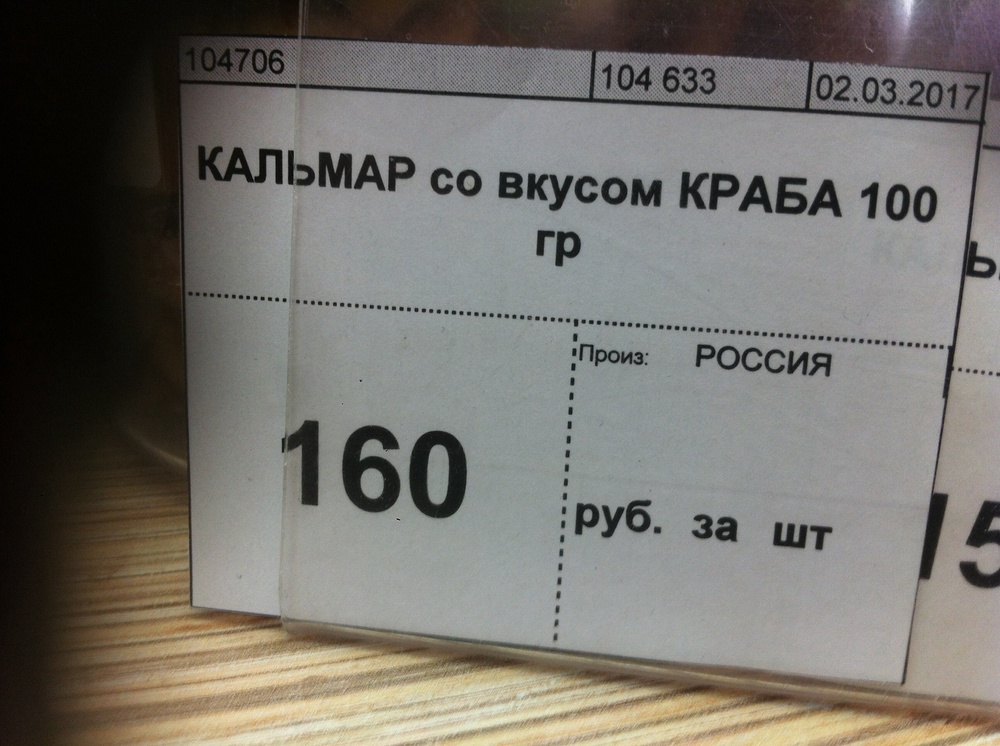 104706 104 633 02.03.2017
КАЛЬМАР со вкусом КРАБА 100
гр
Произ: РОССИЯ
160
руб. за шт